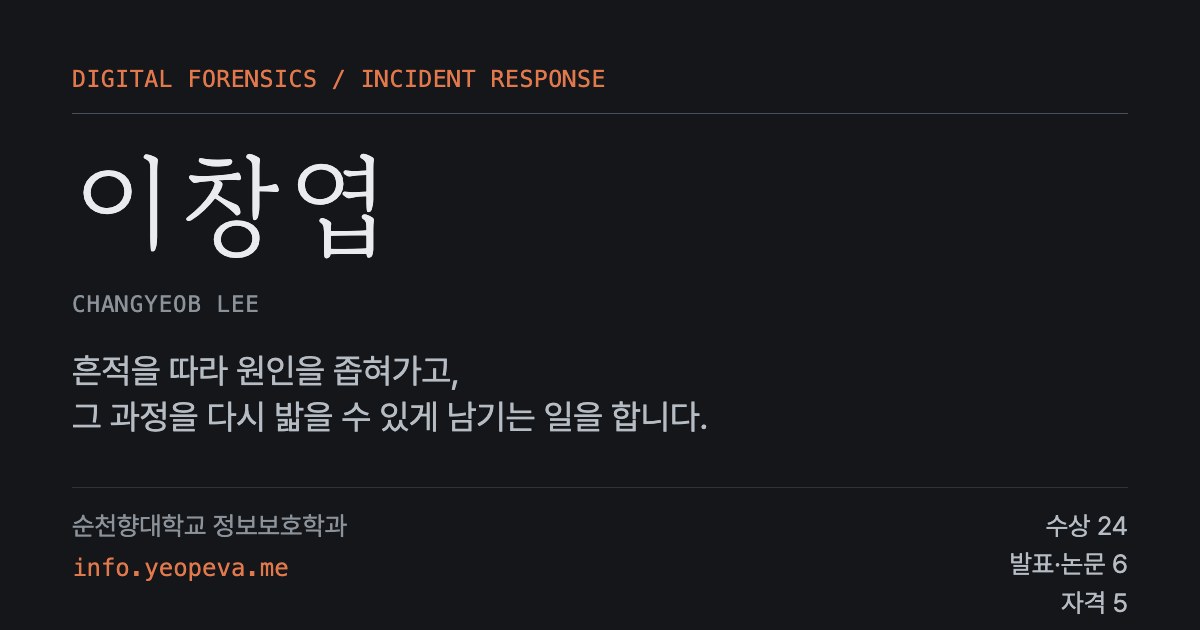 DIGITAL FORENSICS / INCIDENT RESPONSE
이창엽
CHANGYEOB LEE
흔적을 따라 원인을 좁혀가고,
그 과정을 다시 밟을 수 있게 남기는 일을 합니다.
순천향대학교 정보보호학과
info.yeopeva.me
수상 24
발표·논문 6
자격 5